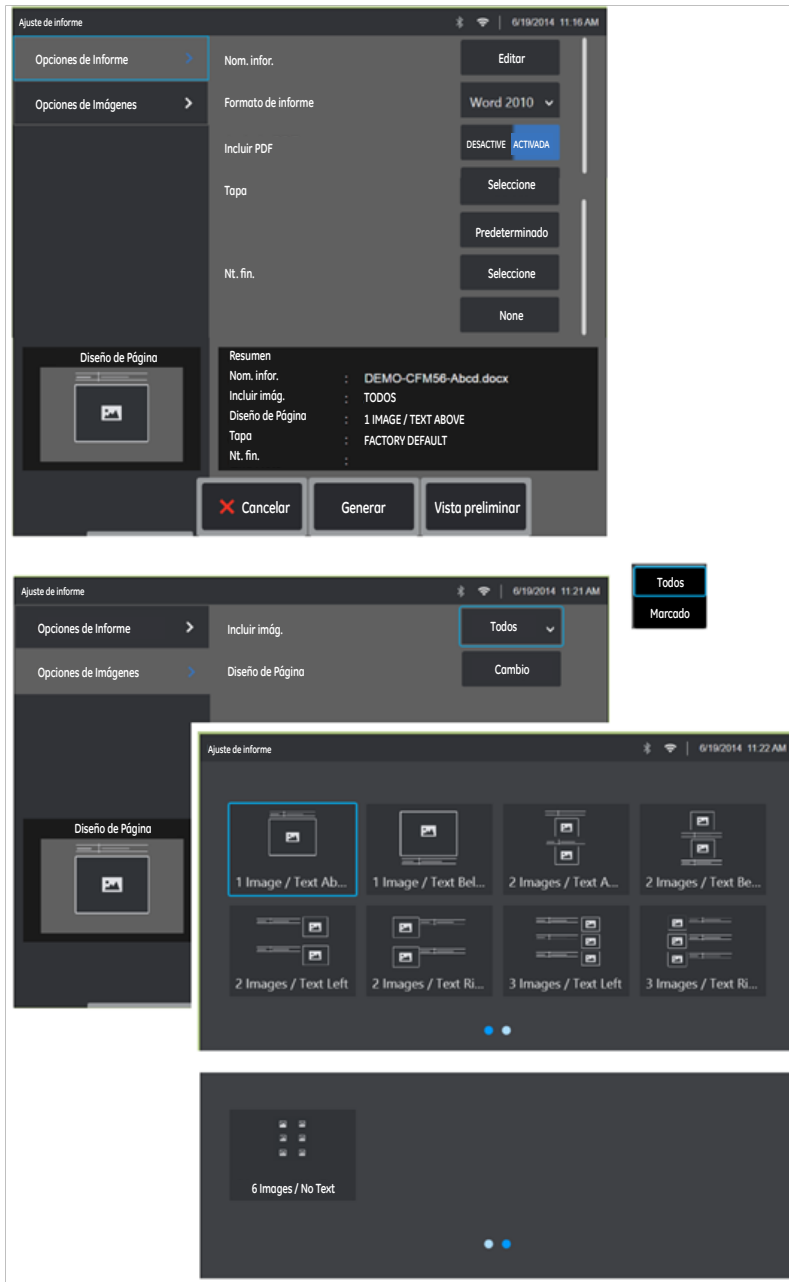 Ajuste de informe
6/19/2014 11:16 AM
Opciones de Informe
Opciones de Imágenes
Nom. infor.
Editar
Formato de informe
Word 2010
Incluir PDF
DESACTIVE ACTIVADA
Tapa
Seleccione
Predeterminado
Nt. fin.
Seleccione
None
Diseño de Página
Resumen
Nom. infor. : DEMO-CFM56-Abcd.docx
Incluir imág. : TODOS
Diseño de Página : 1 IMAGE / TEXT ABOVE
Tapa : FACTORY DEFAULT
Nt. fin. :
Cancelar
Generar
Vista preliminar
Ajuste de informe
6/19/2014 11:21 AM
Opciones de Informe
Opciones de Imágenes
Incluir imág.
Todos
Diseño de Página
Cambio
Todos
Marcado
Diseño de Página
Ajuste de informe
6/19/2014 11:22 AM
1 Image / Text Ab...
1 Image / Text Bel...
2 Images / Text A...
2 Images / Text Be...
2 Images / Text Left
2 Images / Text Ri...
3 Images / Text Left
3 Images / Text Ri...
6 Images / No Text